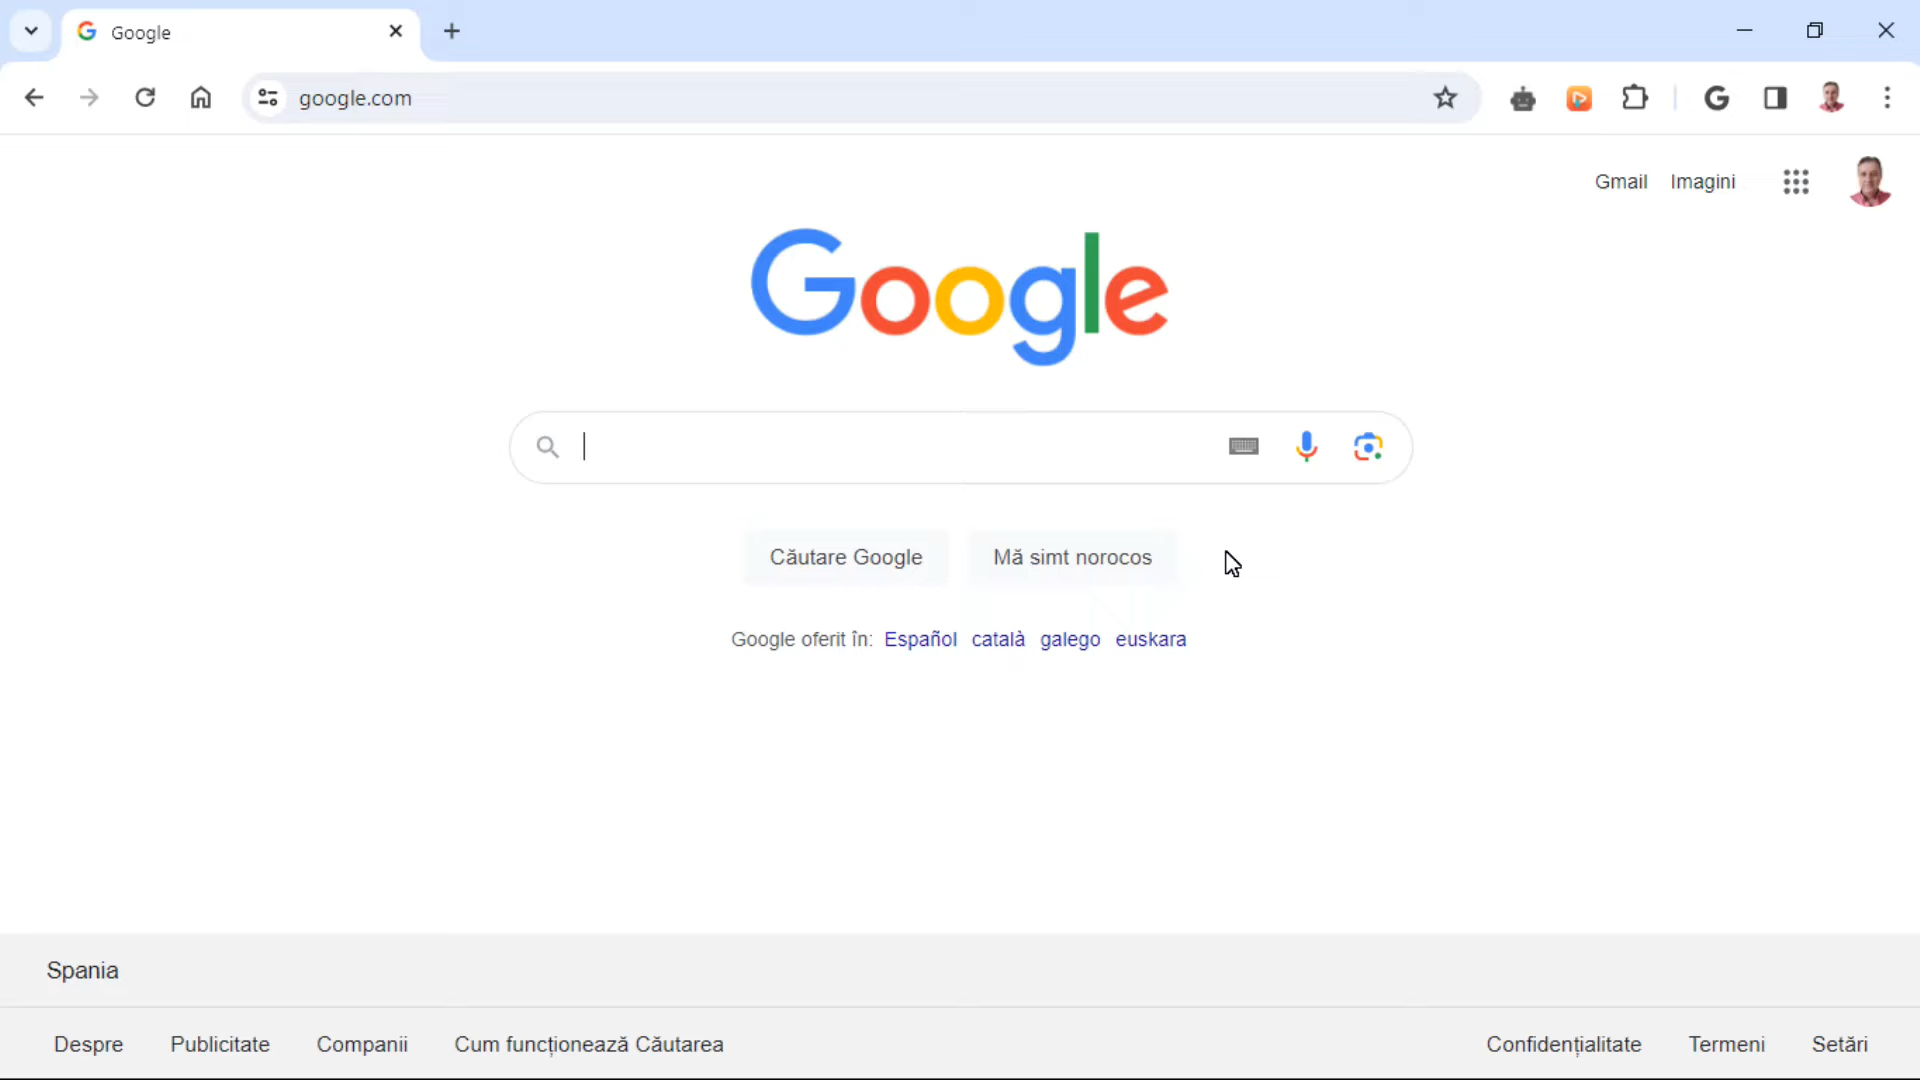 Google
google.com
Gmail Imagini
Google
Căutare Google Mă simt norocos
Google oferit în: Español català galego euskara
Spania
Despre Publicitate Companii Cum funcționează Căutarea Confidențialitate Termeni Setări